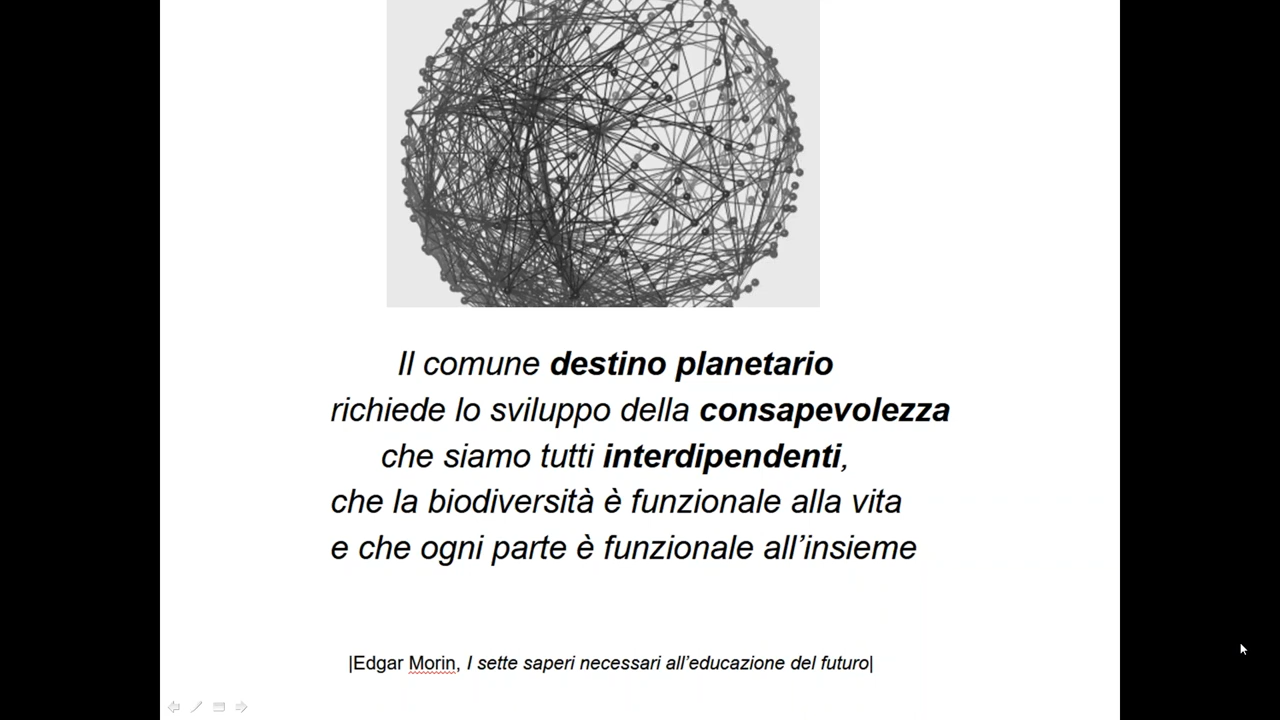 Il comune destino planetario
richiede lo sviluppo della consapevolezza
che siamo tutti interdipendenti,
che la biodiversità è funzionale alla vita
e che ogni parte è funzionale all’insieme
|Edgar Morin, I sette saperi necessari all’educazione del futuro|